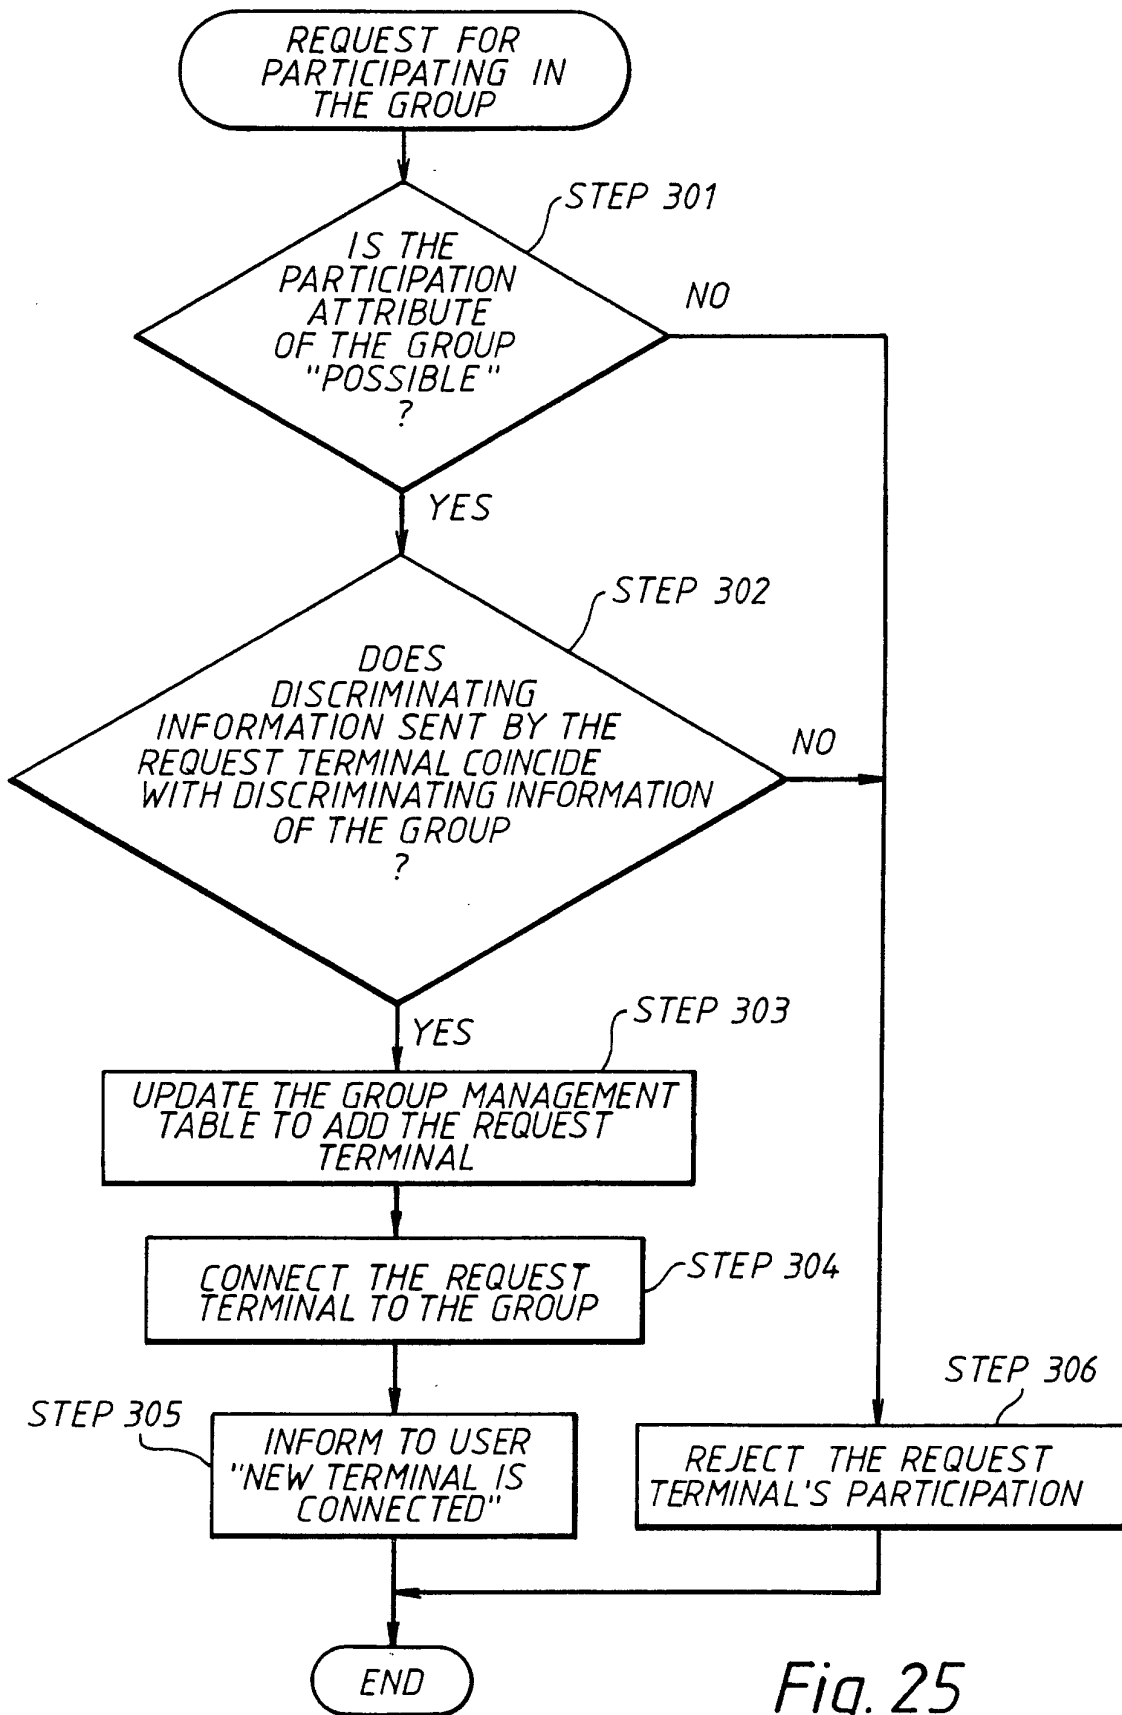 REQUEST FOR
PARTICIPATING IN
THE GROUP
STEP 301
IS THE
PARTICIPATION
ATTRIBUTE
OF THE GROUP
"POSSIBLE"
?
NO
YES
STEP 302
DOES
DISCRIMINATING
INFORMATION SENT BY THE
REQUEST TERMINAL COINCIDE
WITH DISCRIMINATING INFORMATION
OF THE GROUP
?
NO
YES
STEP 303
UPDATE THE GROUP MANAGEMENT
TABLE TO ADD THE REQUEST
TERMINAL
CONNECT THE REQUEST
TERMINAL TO THE GROUP
STEP 304
STEP 305
INFORM TO USER
"NEW TERMINAL IS
CONNECTED"
STEP 306
REJECT THE REQUEST
TERMINAL'S PARTICIPATION
END
Fig. 25